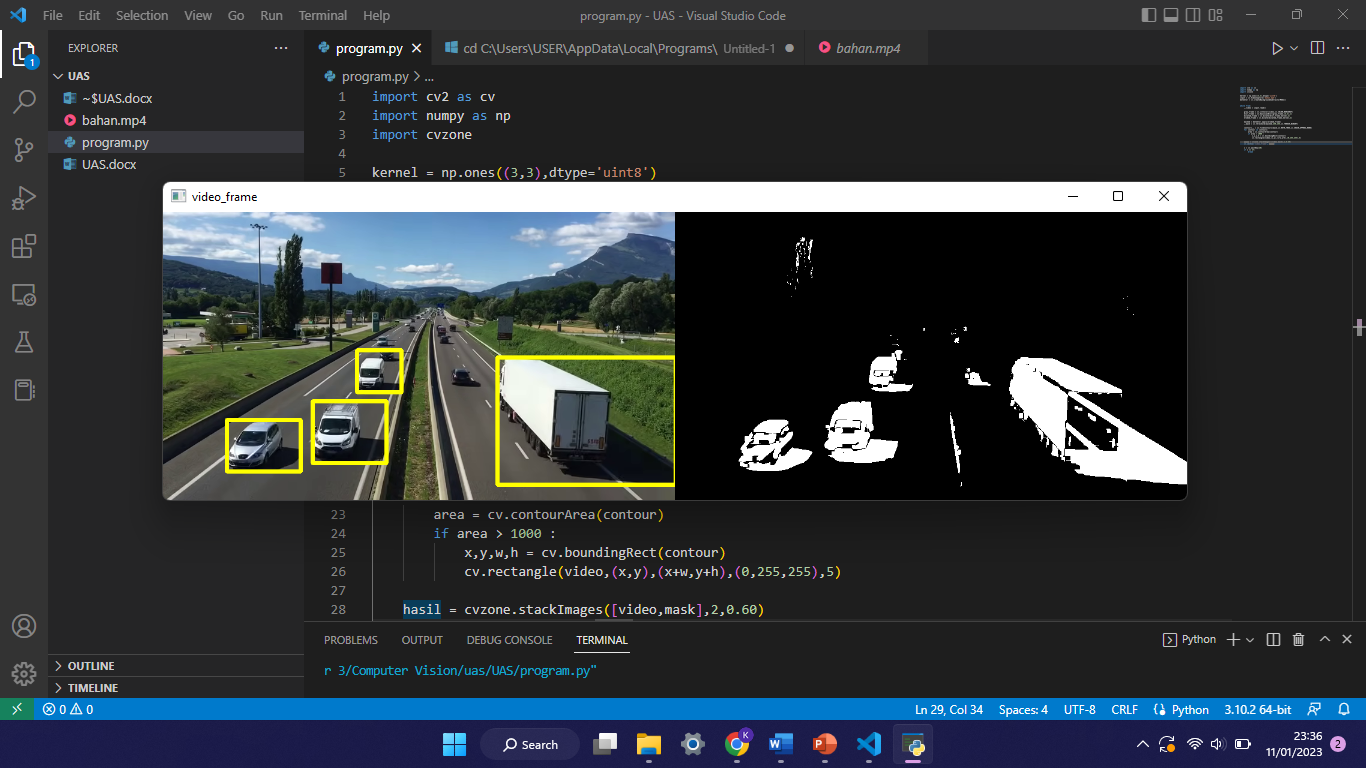 File Edit Selection View Go Run Terminal Help
program.py - UAS - Visual Studio Code
EXPLORER
program.py
cd C:\Users\USER\AppData\Local\Programs\ Untitled-1
bahan.mp4
1
UAS
~$UAS.docx
bahan.mp4
program.py
UAS.docx
program.py > ...
1 import cv2 as cv
2 import numpy as np
3 import cvzone
4
5 kernel = np.ones((3,3),dtype='uint8')
video_frame
23 area = cv.contourArea(contour)
24 if area > 1000 :
25 x,y,w,h = cv.boundingRect(contour)
26 cv.rectangle(video,(x,y),(x+w,y+h),(0,255,255),5)
27
28 hasil = cvzone.stackImages([video,mask],2,0.60)
PROBLEMS OUTPUT DEBUG CONSOLE TERMINAL
Python
r 3/Computer Vision/uas/UAS/program.py"
OUTLINE
TIMELINE
0 0
Ln 29, Col 34 Spaces: 4 UTF-8 CRLF Python 3.10.2 64-bit
Search
K
23:36
11/01/2023
2